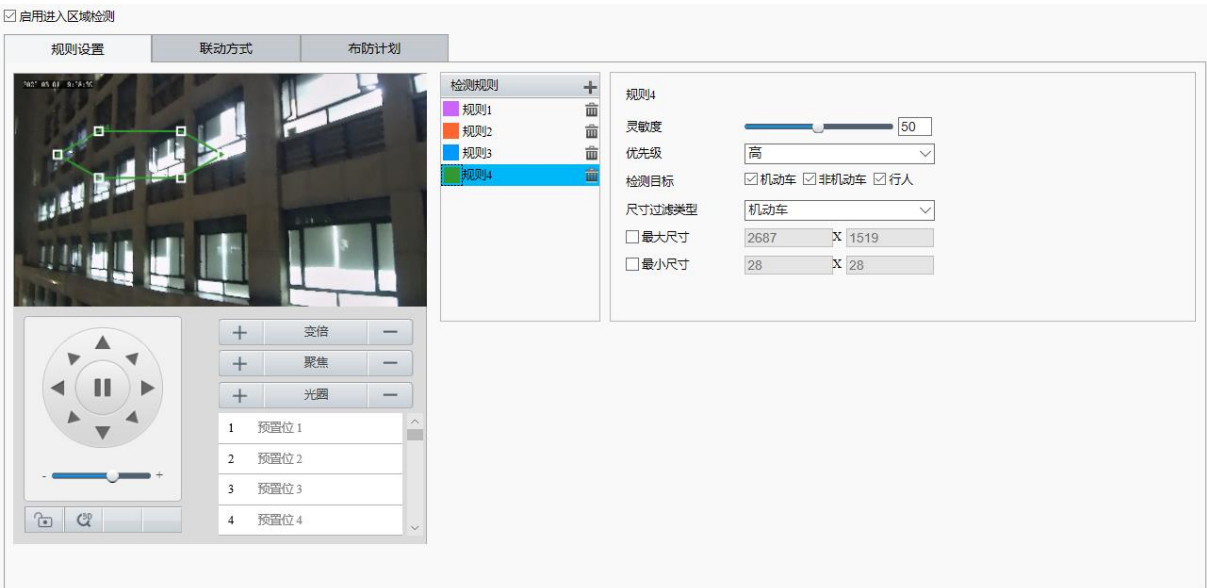 启用进入区域检测
规则设置 联动方式 布防计划
检测规则
规则1
规则2
规则3
规则4
规则4
灵敏度 50
优先级 高
检测目标 机动车 非机动车 行人
尺寸过滤类型 机动车
最大尺寸 2687 X 1519
最小尺寸 28 X 28
+ 变倍 −
+ 聚焦 −
+ 光圈 −
1 预置位 1
2 预置位 2
3 预置位 3
4 预置位 4
- +
3D